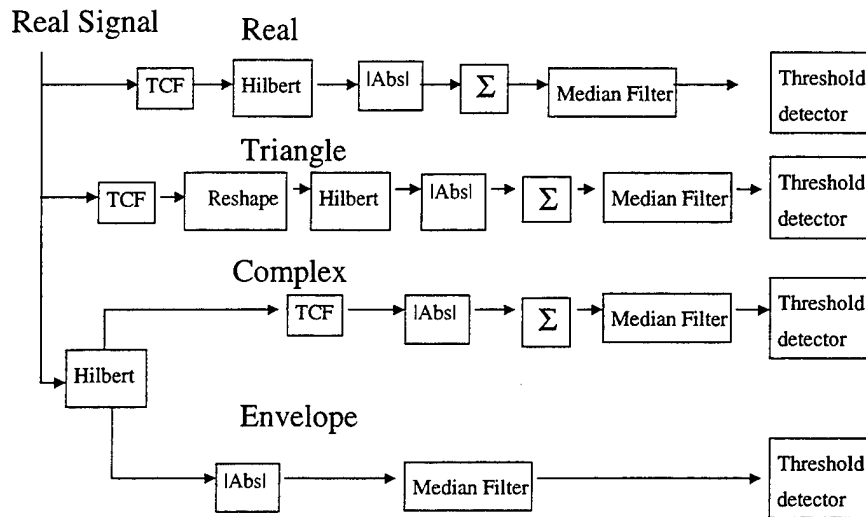 Real Signal
Real
TCF
Hilbert
|Abs|
Σ
Median Filter
Threshold
detector
Triangle
TCF
Reshape
Hilbert
|Abs|
Σ
Median Filter
Threshold
detector
Complex
Hilbert
TCF
|Abs|
Σ
Median Filter
Threshold
detector
Envelope
|Abs|
Median Filter
Threshold
detector